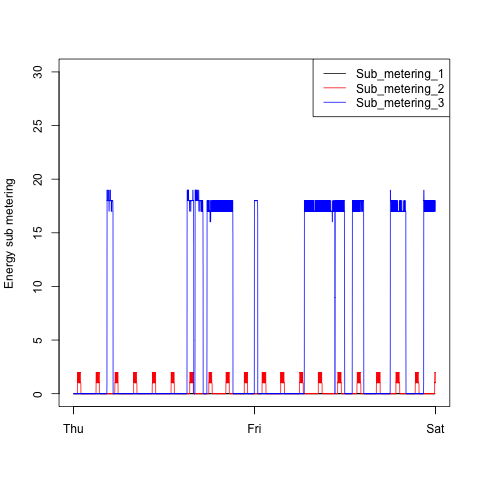 Sub_metering_1
Sub_metering_2
Sub_metering_3
Energy sub metering
30
25
20
15
10
5
0
Thu Fri Sat